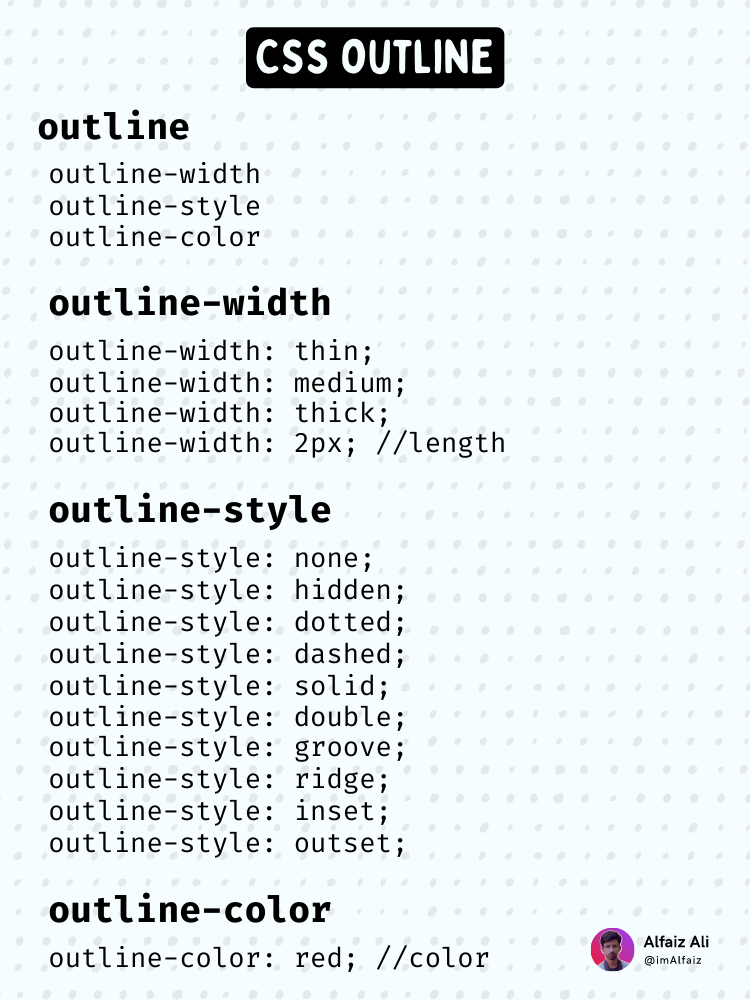 CSS OUTLINE
outline
outline-width
outline-style
outline-color
outline-width
outline-width: thin;
outline-width: medium;
outline-width: thick;
outline-width: 2px; //length
outline-style
outline-style: none;
outline-style: hidden;
outline-style: dotted;
outline-style: dashed;
outline-style: solid;
outline-style: double;
outline-style: groove;
outline-style: ridge;
outline-style: inset;
outline-style: outset;
outline-color
outline-color: red; //color
Alfaiz Ali
@imAlfaiz